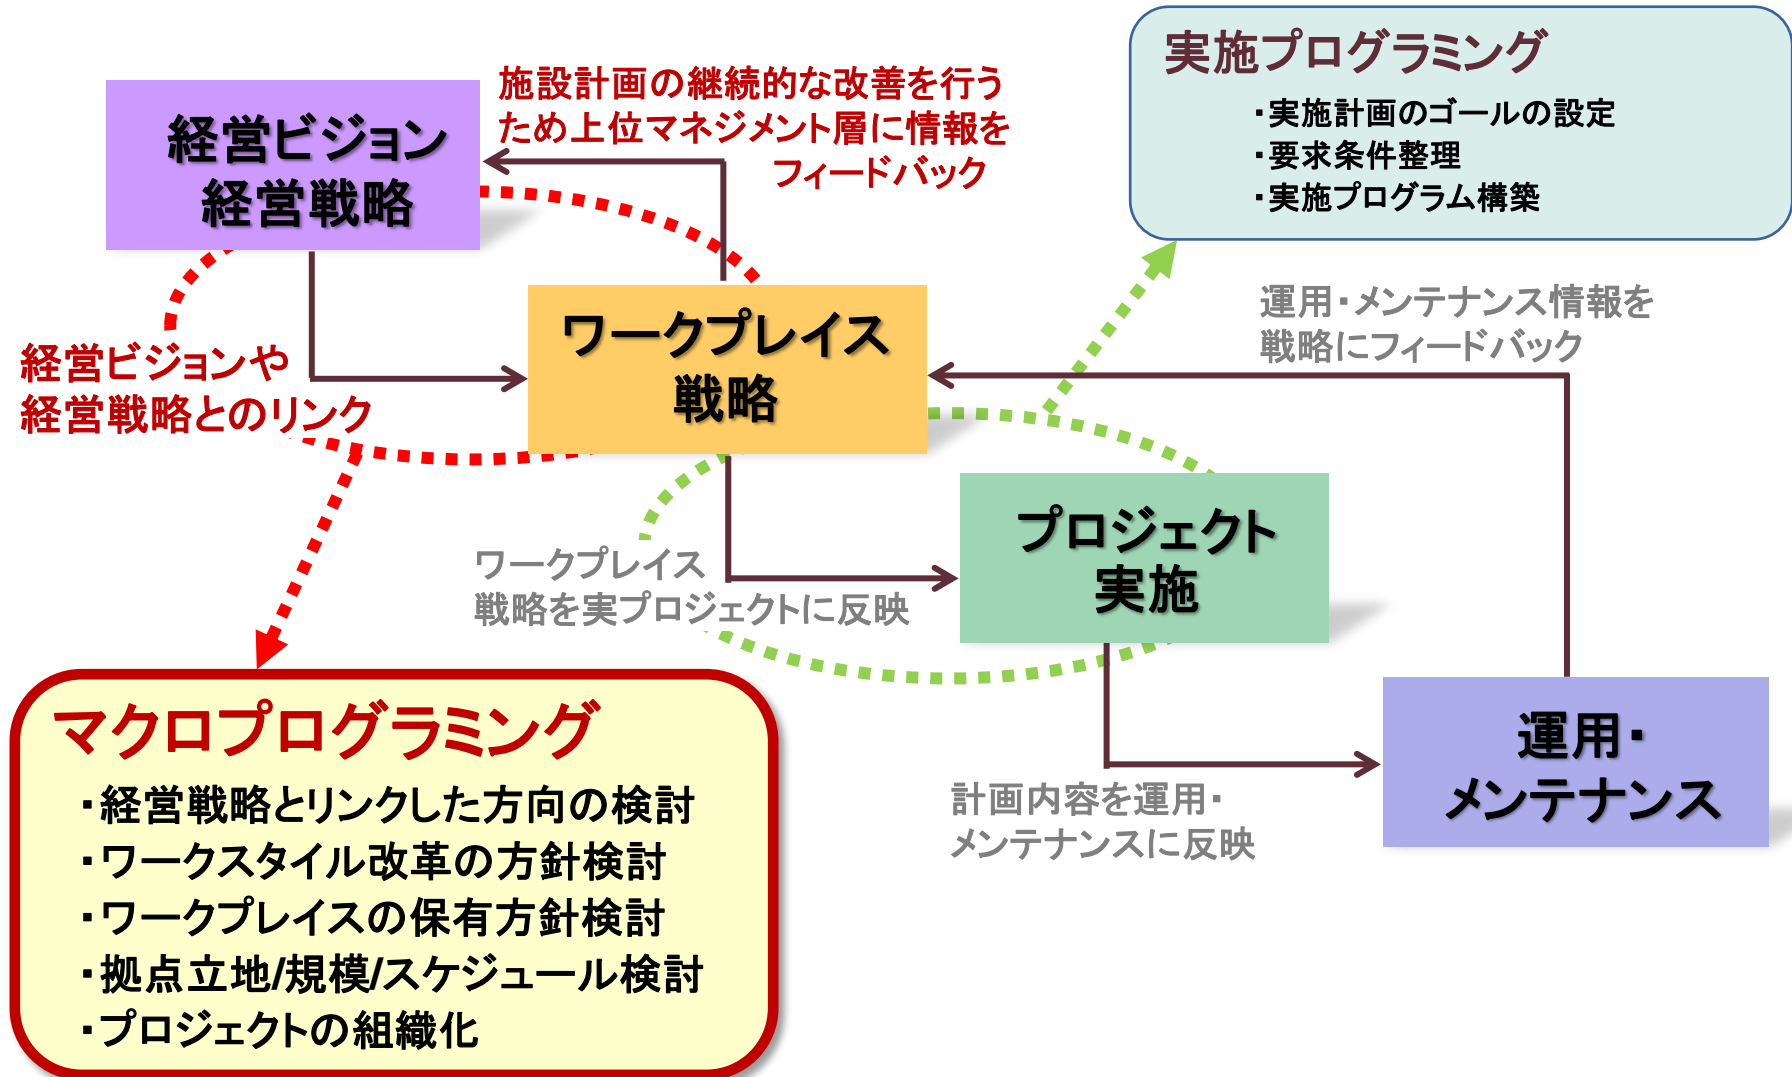 実施プログラミング
・実施計画のゴールの設定
・要求条件整理
・実施プログラム構築
施設計画の継続的な改善を行う
ため上位マネジメント層に情報を
フィードバック
経営ビジョン
経営戦略
運用・メンテナンス情報を
戦略にフィードバック
ワークプレイス
戦略
経営ビジョンや
経営戦略とのリンク
プロジェクト
実施
ワークプレイス
戦略を実プロジェクトに反映
運用・
メンテナンス
計画内容を運用・
メンテナンスに反映
マクロプログラミング
・経営戦略とリンクした方向の検討
・ワークスタイル改革の方針検討
・ワークプレイスの保有方針検討
・拠点立地/規模/スケジュール検討
・プロジェクトの組織化